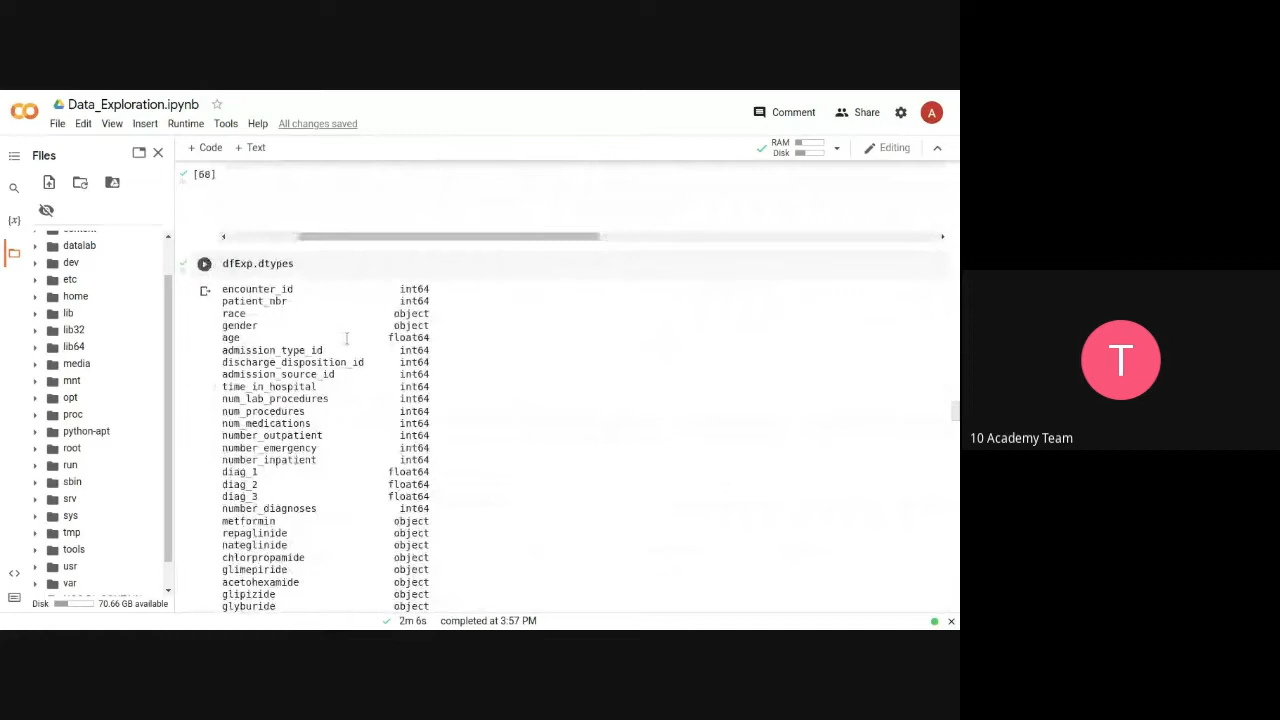 Data_Exploration.ipynb
File Edit View Insert Runtime Tools Help All changes saved
Comment Share A
Files
+ Code + Text
RAM
Disk
Editing
datalab
dev
etc
home
lib
lib32
lib64
media
mnt
opt
proc
python-apt
root
run
sbin
srv
sys
tmp
tools
usr
var
Disk 70.66 GB available
[68]
dfExp.dtypes
encounter_id int64
patient_nbr int64
race object
gender object
age float64
admission_type_id int64
discharge_disposition_id int64
admission_source_id int64
time_in_hospital int64
num_lab_procedures int64
num_procedures int64
num_medications int64
number_outpatient int64
number_emergency int64
number_inpatient int64
diag_1 float64
diag_2 float64
diag_3 float64
number_diagnoses int64
metformin object
repaglinide object
nateglinide object
chlorpropamide object
glimepiride object
acetohexamide object
glipizide object
glyburide object
2m 6s completed at 3:57 PM
T
10 Academy Team